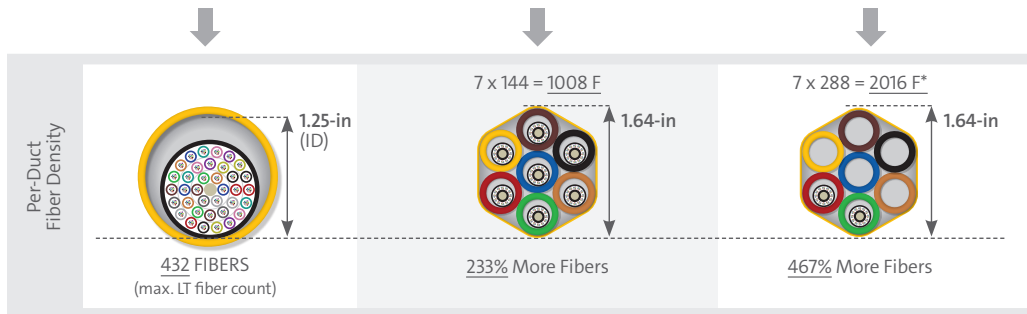 Per-Duct
Fiber Density
1.25-in
(ID)
432 FIBERS
(max. LT fiber count)
7 x 144 = 1008 F
1.64-in
233% More Fibers
7 x 288 = 2016 F*
1.64-in
467% More Fibers